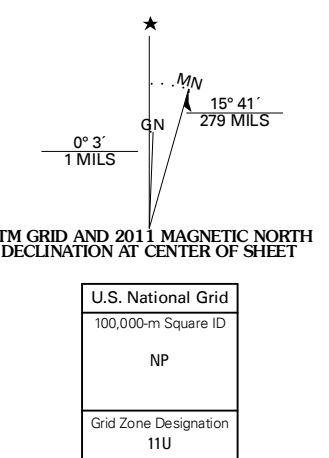 ★
MN
GN
15° 41´
279 MILS
0° 3´
1 MILS
TM GRID AND 2011 MAGNETIC NORTH
DECLINATION AT CENTER OF SHEET
U.S. National Grid
100,000-m Square ID
NP
Grid Zone Designation
11U